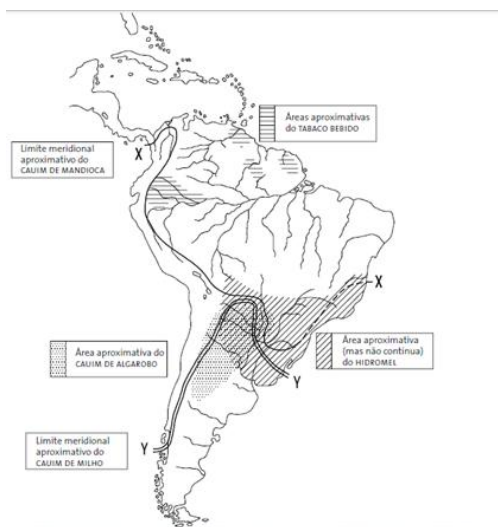 Áreas aproximativas
do TABACO BEBIDO
Limite meridional
aproximativo do
CAUIM DE MANDIOCA
X
X
Área aproximativa
(mas não contínua)
do HIDROMEL
Área aproximativa do
CAUIM DE ALGAROBO
Y
Limite meridional
aproximativo do
CAUIM DE MILHO
Y